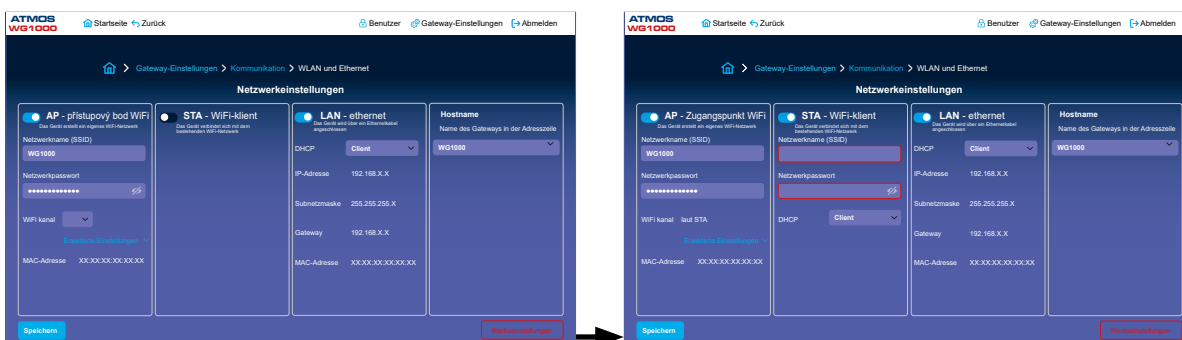 ATMOS
WG1000
Startseite Zurück
Benutzer Gateway-Einstellungen Abmelden
Gateway-Einstellungen Kommunikation WLAN und Ethernet
Netzwerkeinstellungen
AP - přístupový bod WiFi
Das Gerät erstellt ein eigenes WiFi-Netzwerk
Netzwerkname (SSID)
WG1000
Netzwerkpasswort
WiFi kanal
Erweiterte Einstellungen
MAC-Adresse XX:XX:XX:XX:XX:XX
STA - WiFi-klient
Das Gerät verbindet sich mit dem
bestehenden WiFi-Netzwerk
LAN - ethernet
Das Gerät wird über ein Ethernetkabel
angeschlossen
DHCP Client
IP-Adresse 192.168.X.X
Subnetzmaske 255.255.255.X
Gateway 192.168.X.X
MAC-Adresse XX:XX:XX:XX:XX:XX
Hostname
Name des Gateways in der Adresszeile
WG1000
Speichern
Werkseinstellungen
ATMOS
WG1000
Startseite Zurück
Benutzer Gateway-Einstellungen Abmelden
Gateway-Einstellungen Kommunikation WLAN und Ethernet
Netzwerkeinstellungen
AP - Zugangspunkt WiFi
Das Gerät erstellt ein eigenes WiFi-Netzwerk
Netzwerkname (SSID)
WG1000
Netzwerkpasswort
WiFi kanal laut STA
Erweiterte Einstellungen
MAC-Adresse XX:XX:XX:XX:XX:XX
STA - WiFi-klient
Das Gerät verbindet sich mit dem
bestehenden WiFi-Netzwerk
Netzwerkname (SSID)
Netzwerkpasswort
DHCP Client
LAN - ethernet
Das Gerät wird über ein Ethernetkabel
angeschlossen
DHCP Client
IP-Adresse 192.168.X.X
Subnetzmaske 255.255.255.X
Gateway 192.168.X.X
MAC-Adresse XX:XX:XX:XX:XX:XX
Hostname
Name des Gateways in der Adresszeile
WG1000
Speichern
Werkseinstellungen